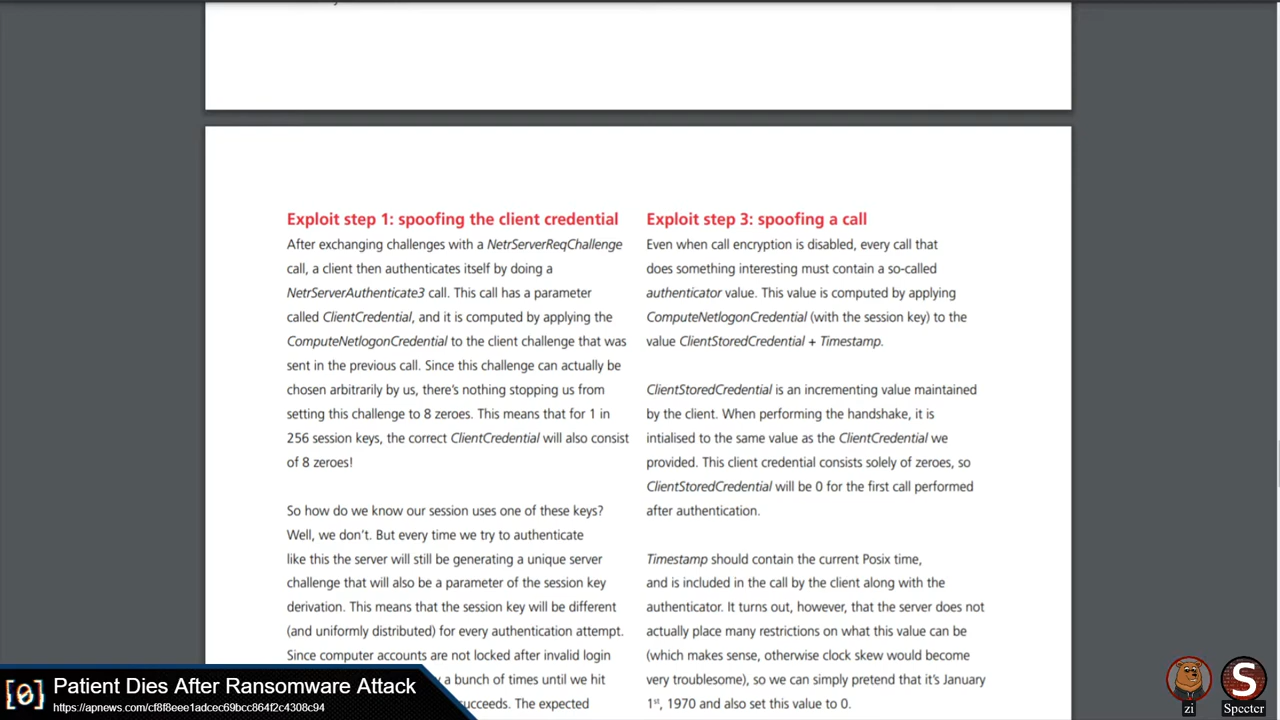 Exploit step 1: spoofing the client credential
After exchanging challenges with a NetrServerReqChallenge
call, a client then authenticates itself by doing a
NetrServerAuthenticate3 call. This call has a parameter
called ClientCredential, and it is computed by applying the
ComputeNetlogonCredential to the client challenge that was
sent in the previous call. Since this challenge can actually be
chosen arbitrarily by us, there's nothing stopping us from
setting this challenge to 8 zeroes. This means that for 1 in
256 session keys, the correct ClientCredential will also consist
of 8 zeroes!
So how do we know our session uses one of these keys?
Well, we don't. But every time we try to authenticate
like this the server will still be generating a unique server
challenge that will also be a parameter of the session key
derivation. This means that the session key will be different
(and uniformly distributed) for every authentication attempt.
Since computer accounts are not locked after invalid login
a bunch of times until we hit
succeeds. The expected
Exploit step 3: spoofing a call
Even when call encryption is disabled, every call that
does something interesting must contain a so-called
authenticator value. This value is computed by applying
ComputeNetlogonCredential (with the session key) to the
value ClientStoredCredential + Timestamp.
ClientStoredCredential is an incrementing value maintained
by the client. When performing the handshake, it is
intialised to the same value as the ClientCredential we
provided. This client credential consists solely of zeroes, so
ClientStoredCredential will be 0 for the first call performed
after authentication.
Timestamp should contain the current Posix time,
and is included in the call by the client along with the
authenticator. It turns out, however, that the server does not
actually place many restrictions on what this value can be
(which makes sense, otherwise clock skew would become
very troublesome), so we can simply pretend that it's January
1st, 1970 and also set this value to 0.
[0]
Patient Dies After Ransomware Attack
https://apnews.com/cf8f8eee1adcec69bcc864f2c4308c94
zi
S
Specter